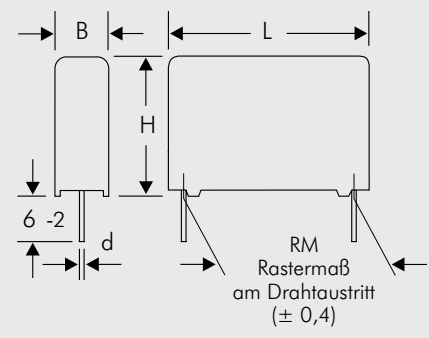 B
L
H
6 -2
d
RM
Rastermaß
am Drahtaustritt
(± 0,4)